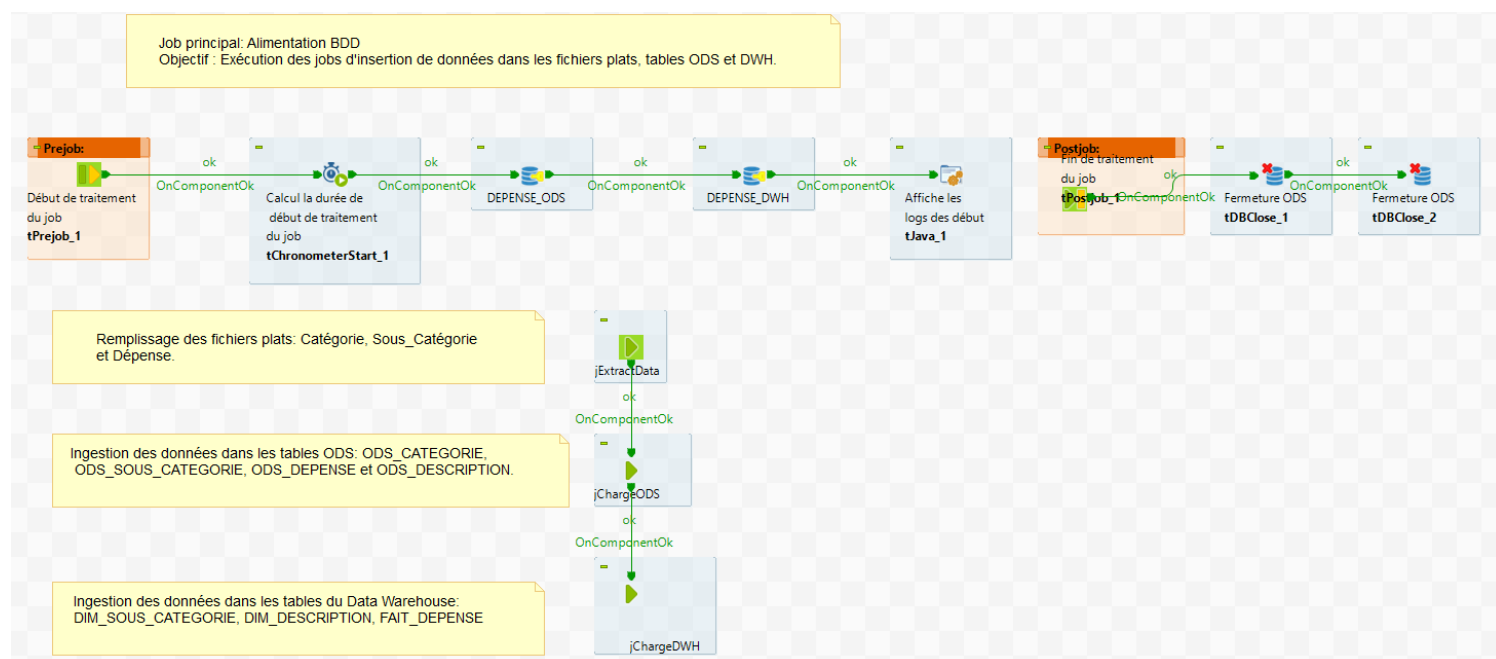 Job principal: Alimentation BDD
Objectif : Exécution des jobs d'insertion de données dans les fichiers plats, tables ODS et DWH.
Prejob:
Début de traitement
du job
tPrejob_1
ok
OnComponentOk
Calcul la durée de
début de traitement
du job
tChronometerStart_1
ok
OnComponentOk
DEPENSE_ODS
ok
OnComponentOk
DEPENSE_DWH
ok
OnComponentOk
Affiche les
logs des début
tJava_1
Postjob:
Fin de traitement
du job
tPostjob_1
ok
OnComponentOk
Fermeture ODS
tDBClose_1
ok
OnComponentOk
Fermeture ODS
tDBClose_2
Remplissage des fichiers plats: Catégorie, Sous_Catégorie
et Dépense.
jExtractData
ok
OnComponentOk
Ingestion des données dans les tables ODS: ODS_CATEGORIE,
ODS_SOUS_CATEGORIE, ODS_DEPENSE et ODS_DESCRIPTION.
jChargeODS
ok
OnComponentOk
Ingestion des données dans les tables du Data Warehouse:
DIM_SOUS_CATEGORIE, DIM_DESCRIPTION, FAIT_DEPENSE
jChargeDWH